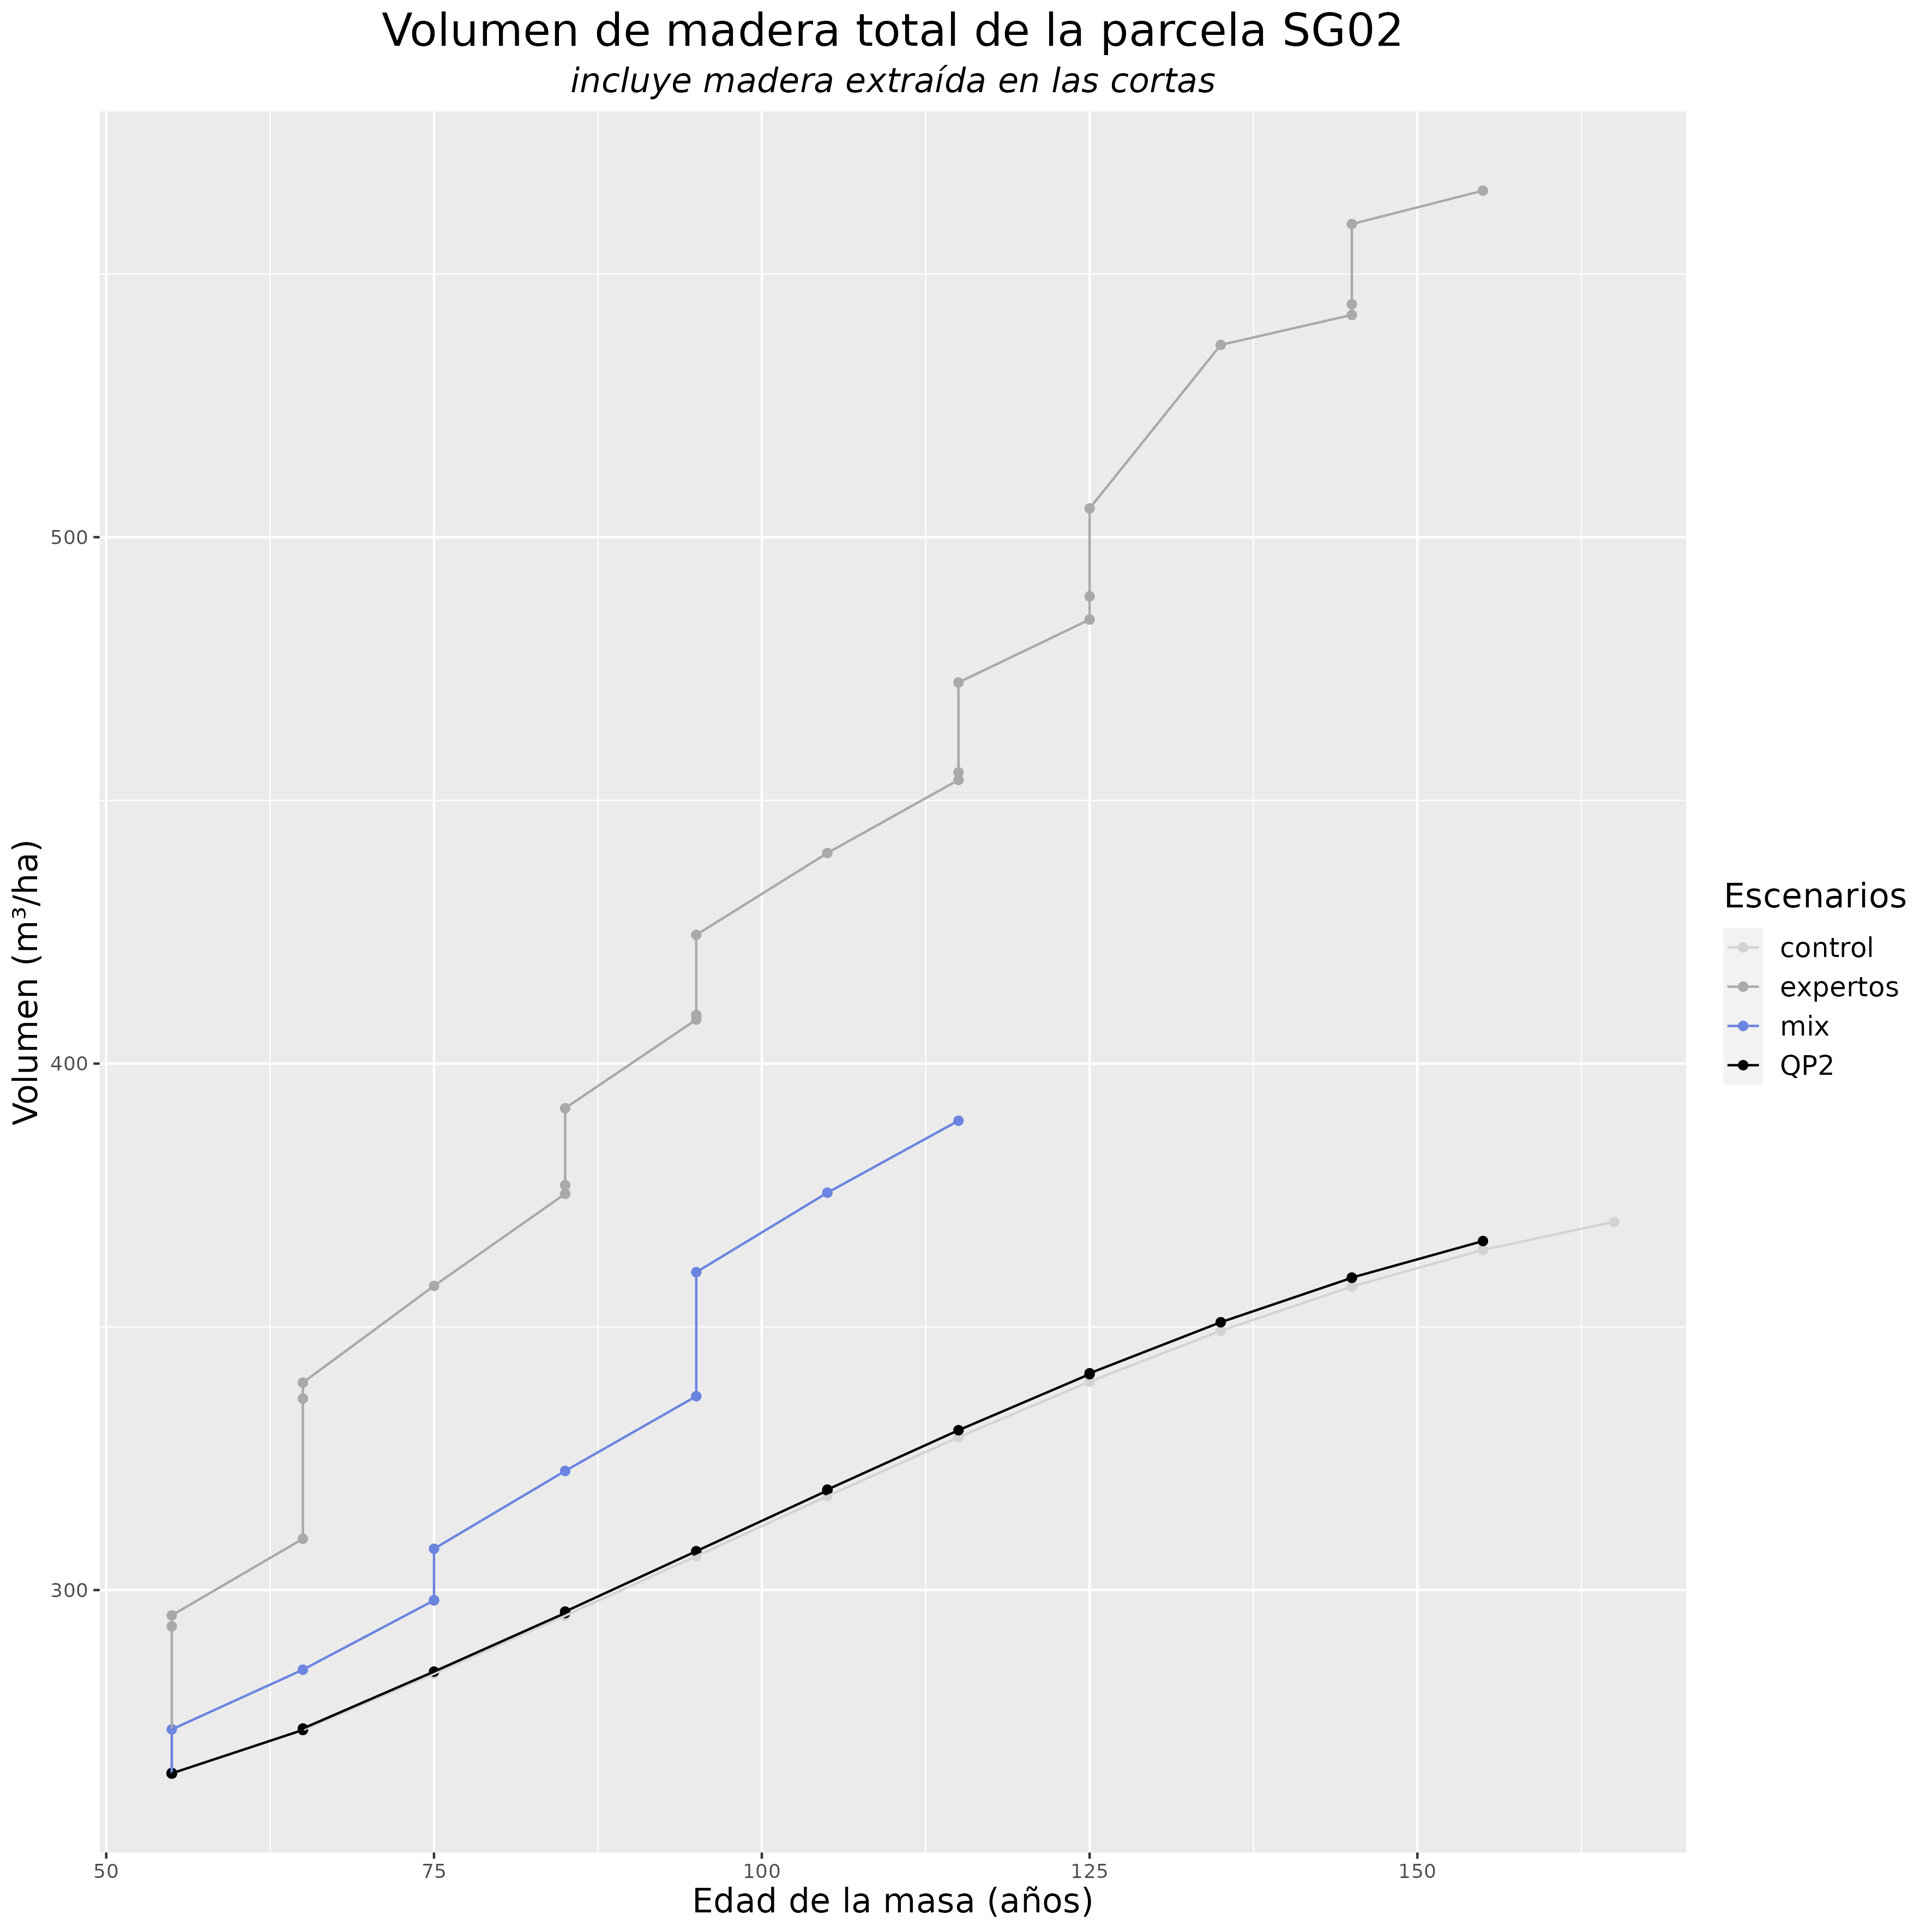 Volumen de madera total de la parcela SG02
incluye madera extraída en las cortas
Volumen (m³/ha)
500
400
300
50 75 100 125 150
Edad de la masa (años)
Escenarios
control
expertos
mix
QP2